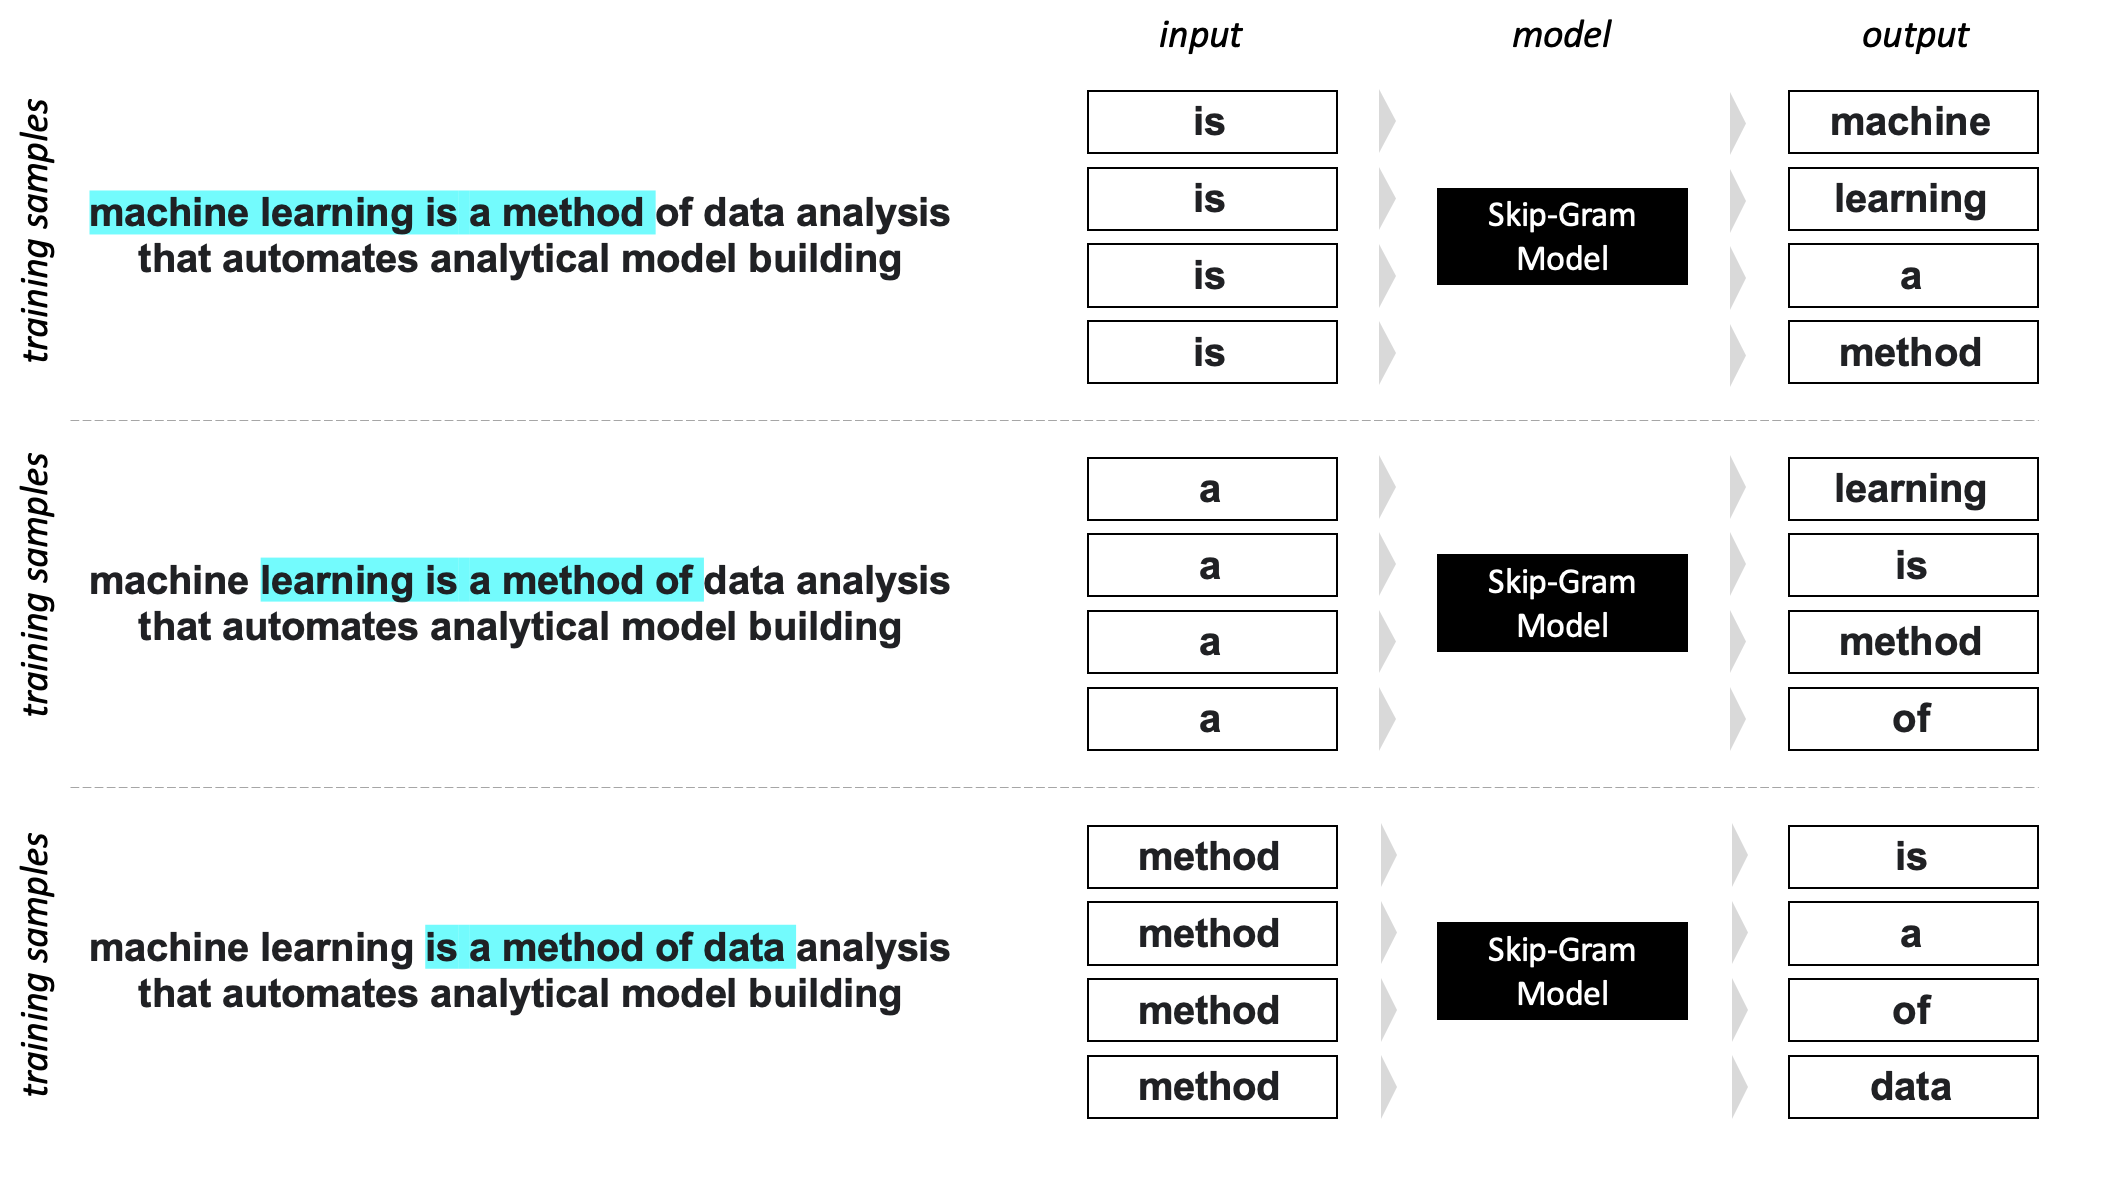 input model output
training samples
machine learning is a method of data analysis
that automates analytical model building
is
is
is
is
Skip-Gram
Model
machine
learning
a
method
training samples
machine learning is a method of data analysis
that automates analytical model building
a
a
a
a
Skip-Gram
Model
learning
is
method
of
training samples
machine learning is a method of data analysis
that automates analytical model building
method
method
method
method
Skip-Gram
Model
is
a
of
data